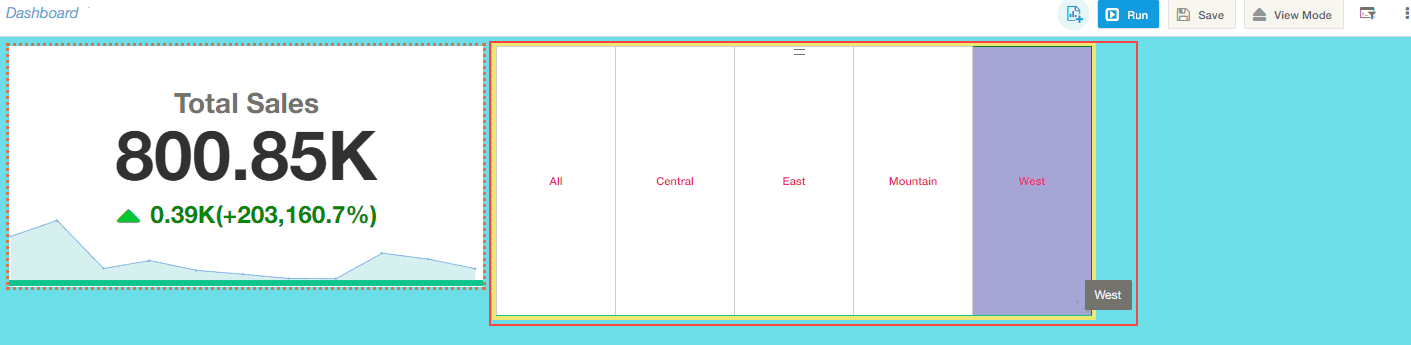 Dashboard
Run
Save
View Mode
Total Sales
800.85K
0.39K(+203,160.7%)
All
Central
East
Mountain
West
West